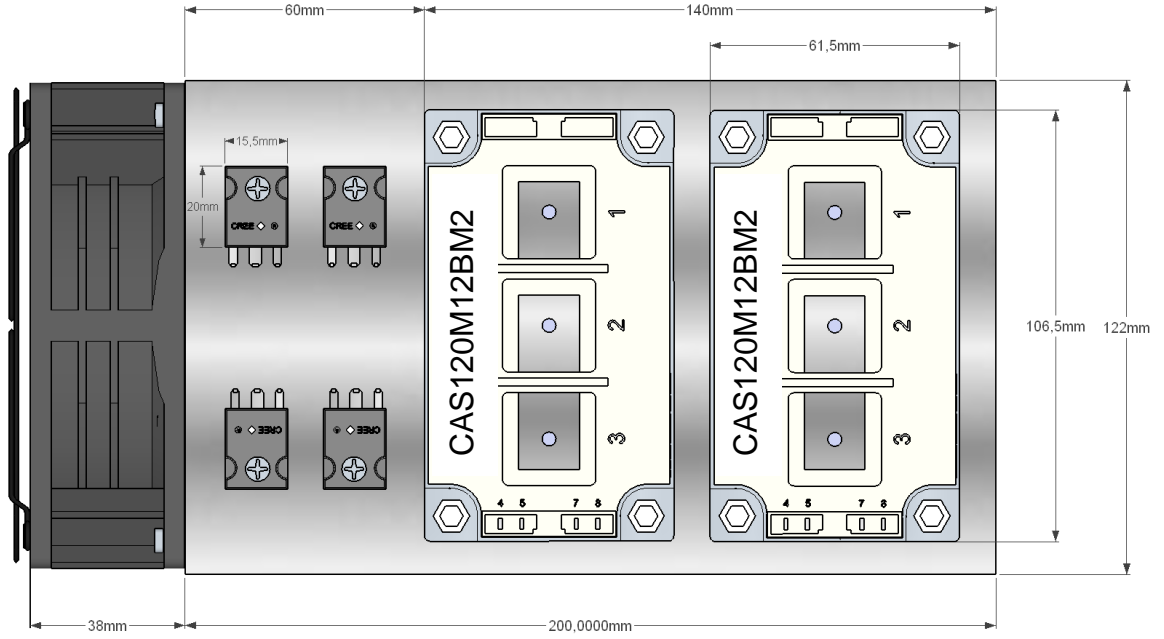 60mm
140mm
61,5mm
15,5mm
20mm
CREE
CREE
CAS120M12BM2
1
2
3
4 5 7 8
CAS120M12BM2
1
2
3
4 5 7 8
106,5mm
122mm
CREE
CREE
38mm
200,0000mm